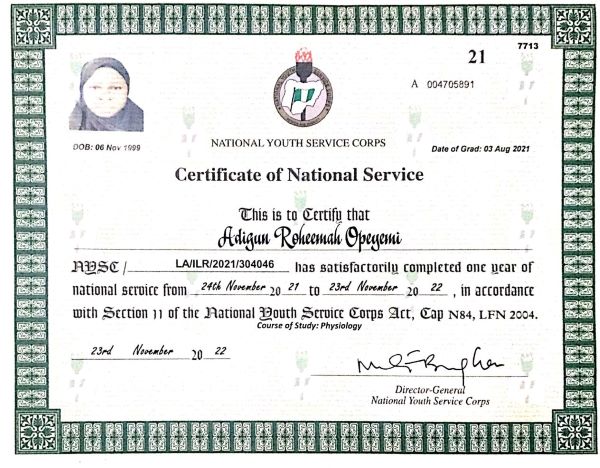 7713
21
A 004705891
DOB: 06 Nov 1999
NATIONAL YOUTH SERVICE CORPS
Date of Grad: 03 Aug 2021
Certificate of National Service
This is to Certify that
Adigun Roheemah Opeyemi
NYSC/ LA/ILR/2021/304046 has satisfactorily completed one year of
national service from 24th November 20 21 to 23rd November 20 22 , in accordance
with Section 11 of the National Youth Service Corps Act, Cap N84, LFN 2004.
Course of Study: Physiology
23rd November 20 22
Director-General
National Youth Service Corps